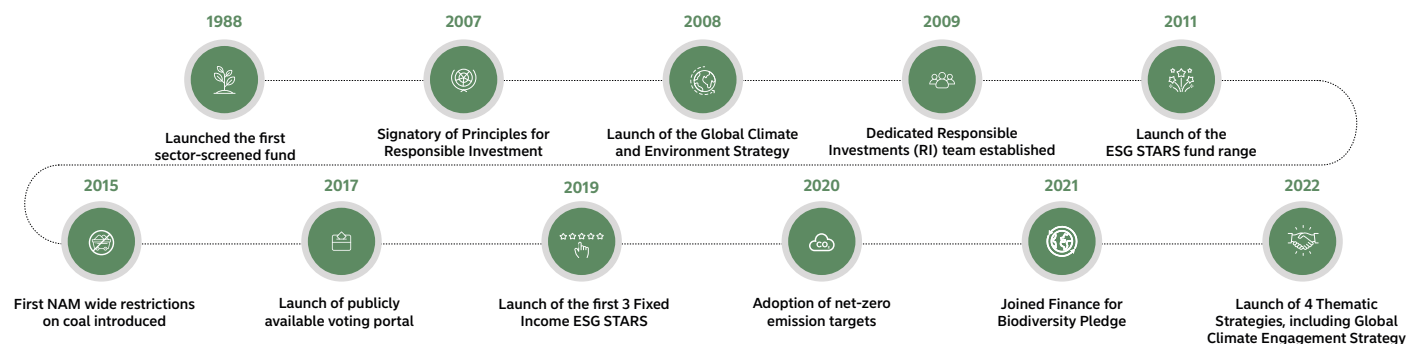 1988
2007
2008
2009
2011
Launched the first
sector-screened fund
Signatory of Principles for
Responsible Investment
Launch of the Global Climate
and Environment Strategy
Dedicated Responsible
Investments (RI) team established
Launch of the
ESG STARS fund range
2015
2017
2019
2020
2021
2022
CO₂
First NAM wide restrictions
on coal introduced
Launch of publicly
available voting portal
Launch of the first 3 Fixed
Income ESG STARS
Adoption of net-zero
emission targets
Joined Finance for
Biodiversity Pledge
Launch of 4 Thematic
Strategies, including Global
Climate Engagement Strategy